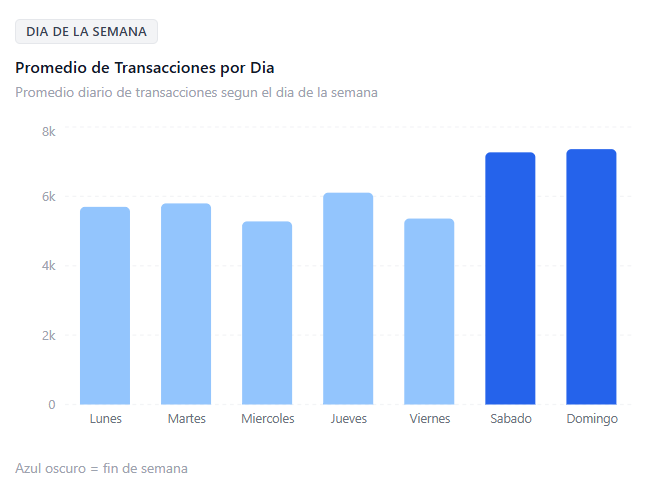 DIA DE LA SEMANA
Promedio de Transacciones por Dia
Promedio diario de transacciones segun el dia de la semana
8k
6k
4k
2k
0
Lunes Martes Miercoles Jueves Viernes Sabado Domingo
Azul oscuro = fin de semana